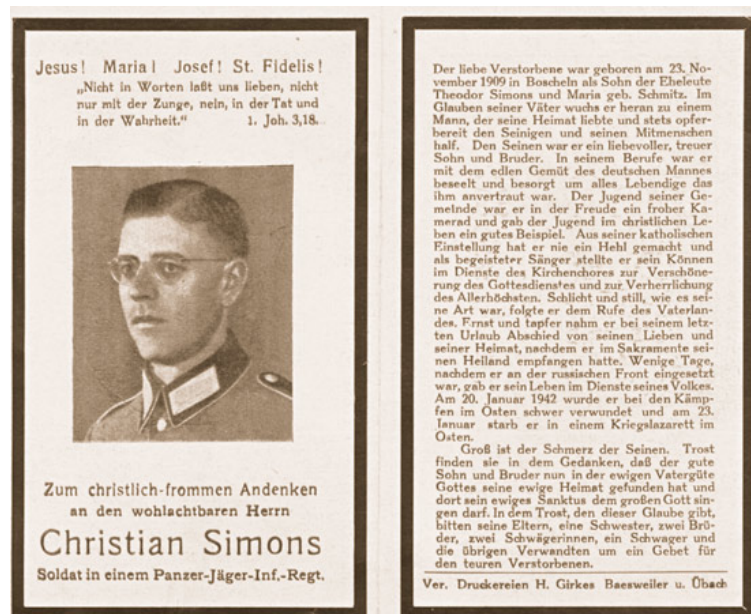 Jesus! Maria! Josef! St. Fidelis!
„Nicht in Worten laßt uns lieben, nicht
nur mit der Zunge, nein, in der Tat und
in der Wahrheit.“ 1. Joh. 3,18.
Zum christlich-frommen Andenken
an den wohlachtbaren Herrn
Christian Simons
Soldat in einem Panzer-Jäger-Inf.-Regt.
Der liebe Verstorbene war geboren am 23. No-
vember 1909 in Boscheln als Sohn der Eheleute
Theodor Simons und Maria geb. Schmitz. Im
Glauben seiner Väter wuchs er heran zu einem
Mann, der seine Heimat liebte und stets opfer-
bereit den Seinigen und seinen Mitmenschen
half. Den Seinen war er ein liebevoller, treuer
Sohn und Bruder. In seinem Berufe war er
mit dem edlen Gemüt des deutschen Mannes
beseelt und besorgt um alles Lebendige das
ihm anvertraut war. Der Jugend seiner Ge-
meinde war er in der Freude ein froher Ka-
merad und gab der Jugend im christlichen Le-
ben ein gutes Beispiel. Aus seiner katholischen
Einstellung hat er nie ein Hehl gemacht und
als begeisteter Sänger stellte er sein Können
im Dienste des Kirchenchores zur Verschöne-
rung des Gottesdienstes und zur Verherrlichung
des Allerhöchsten. Schlicht und still, wie es sei-
ne Art war, folgte er dem Rufe des Vaterlan-
des. Ernst und tapfer nahm er bei seinem letz-
ten Urlaub Abschied von seinen Lieben und
seiner Heimat, nachdem er im Sakramente sei-
nen Heiland empfangen hatte. Wenige Tage,
nachdem er an der russischen Front eingesetzt
war, gab er sein Leben im Dienste seines Volkes.
Am 20. Januar 1942 wurde er bei den Kämp-
fen im Osten schwer verwundet und am 23.
Januar starb er in einem Kriegslazarett im
Osten.
Groß ist der Schmerz der Seinen. Trost
finden sie in dem Gedanken, daß der gute
Sohn und Bruder nun in der ewigen Vatergüte
Gottes seine ewige Heimat gefunden hat und
dort sein ewiges Sanktus dem großen Gott sin-
gen darf. In dem Trost, den dieser Glaube gibt,
bitten seine Eltern, eine Schwester, zwei Brü-
der, zwei Schwägerinnen, ein Schwager und
die übrigen Verwandten um ein Gebet für
den teuren Verstorbenen.
Ver. Druckereien H. Girkes Baesweiler u. Übach